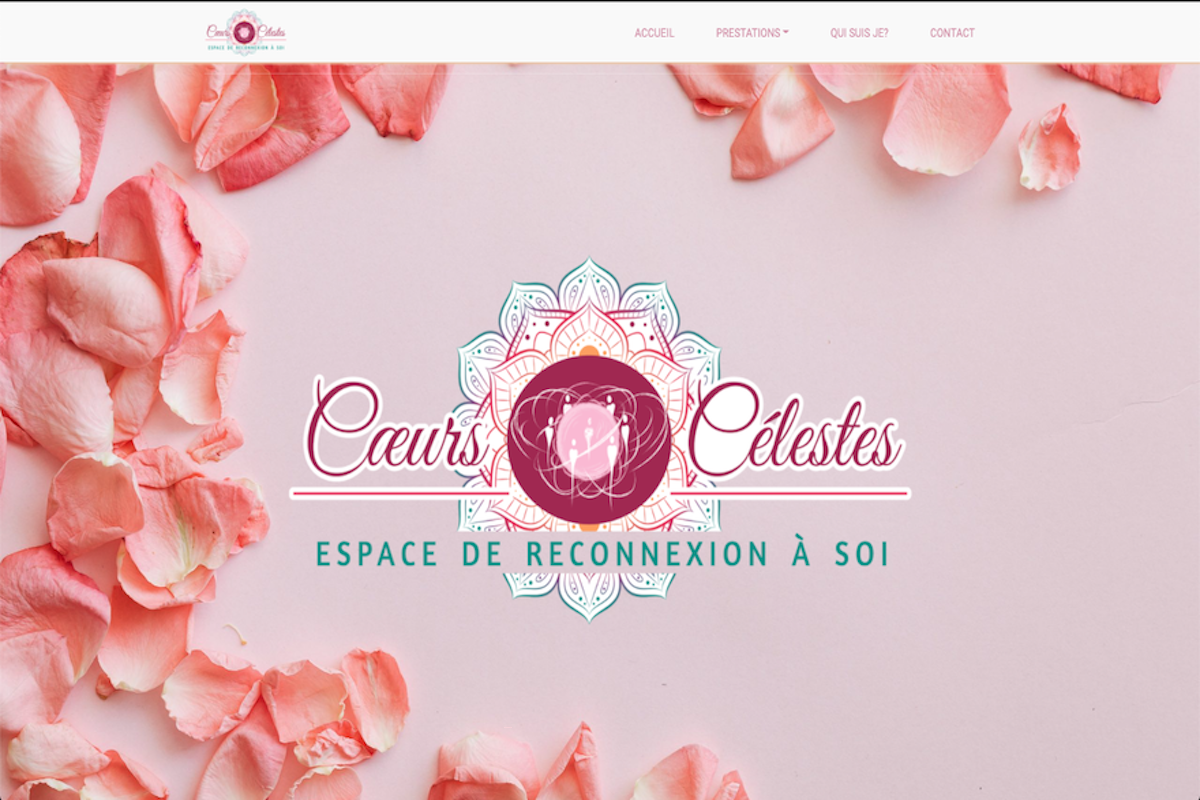 Cœurs Célestes
ESPACE DE RECONNEXION À SOI
ACCUEIL PRESTATIONS QUI SUIS JE? CONTACT
Cœurs Célestes
ESPACE DE RECONNEXION À SOI